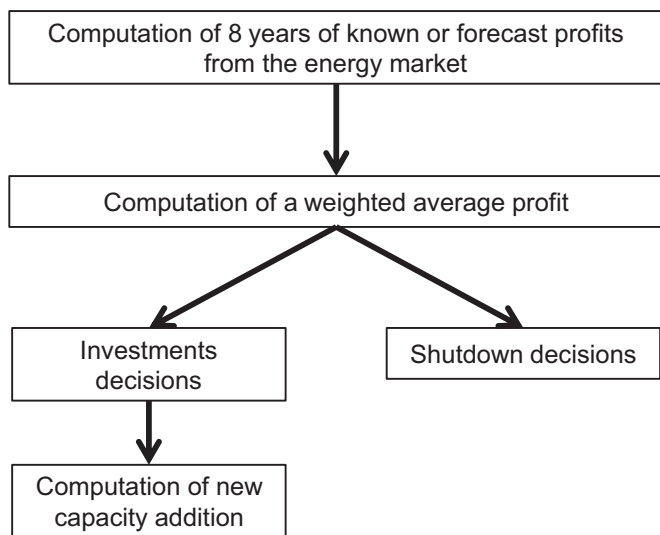 Computation of 8 years of known or forecast profits
from the energy market
Computation of a weighted average profit
Investments
decisions
Shutdown decisions
Computation of new
capacity addition